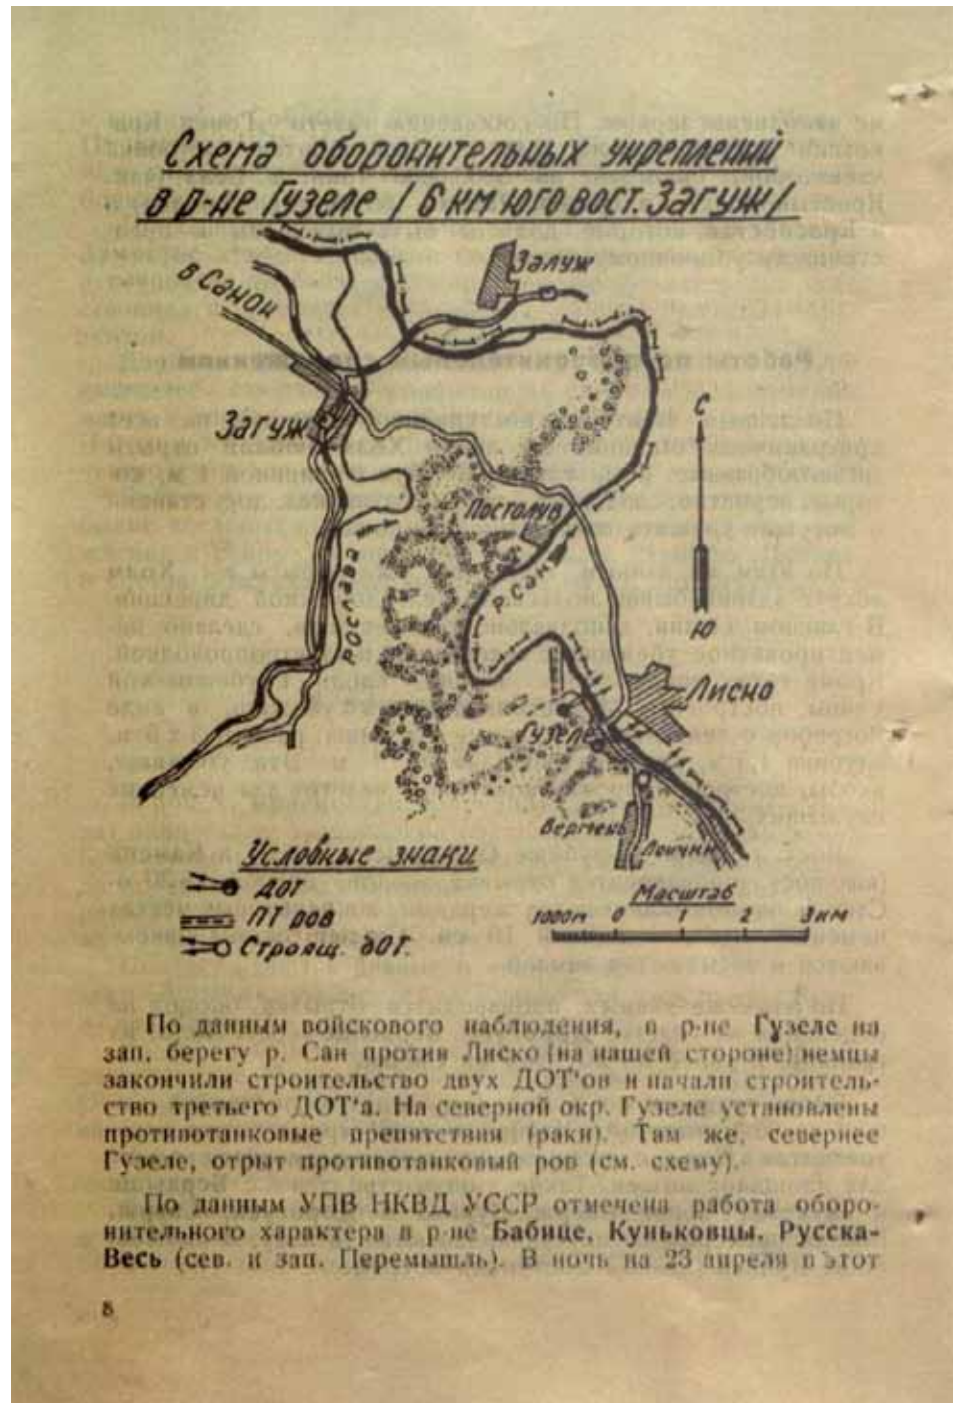 Схема оборонительных укреплений
в р-не Гузеле / 6 км юго вост. Загуж /
в Санок
Залуж
Загуж
С
Постолув
р. Сан
рослава
Ю
Лиско
Гузеле
Вермень
Лоички
Условные знаки
ДОТ
ПТ ров
Строящ. ДОТ.
Масштаб
1000м 0 1 2 3 км
По данным войскового наблюдения, в р-не Гузеле на
зап. берегу р. Сан против Лиско (на нашей стороне) немцы
закончили строительство двух ДОТ'ов и начали строитель-
ство третьего ДОТ'а. На северной окр. Гузеле установлены
противотанковые препятствия (раки). Там же, севернее
Гузеле, отрыт противотанковый ров (см. схему).
По данным УПВ НКВД УССР отмечена работа оборо-
нительного характера в р-не Бабице, Куньковцы, Русска-
Весь (сев. и зап. Перемышль). В ночь на 23 апреля в этот
8